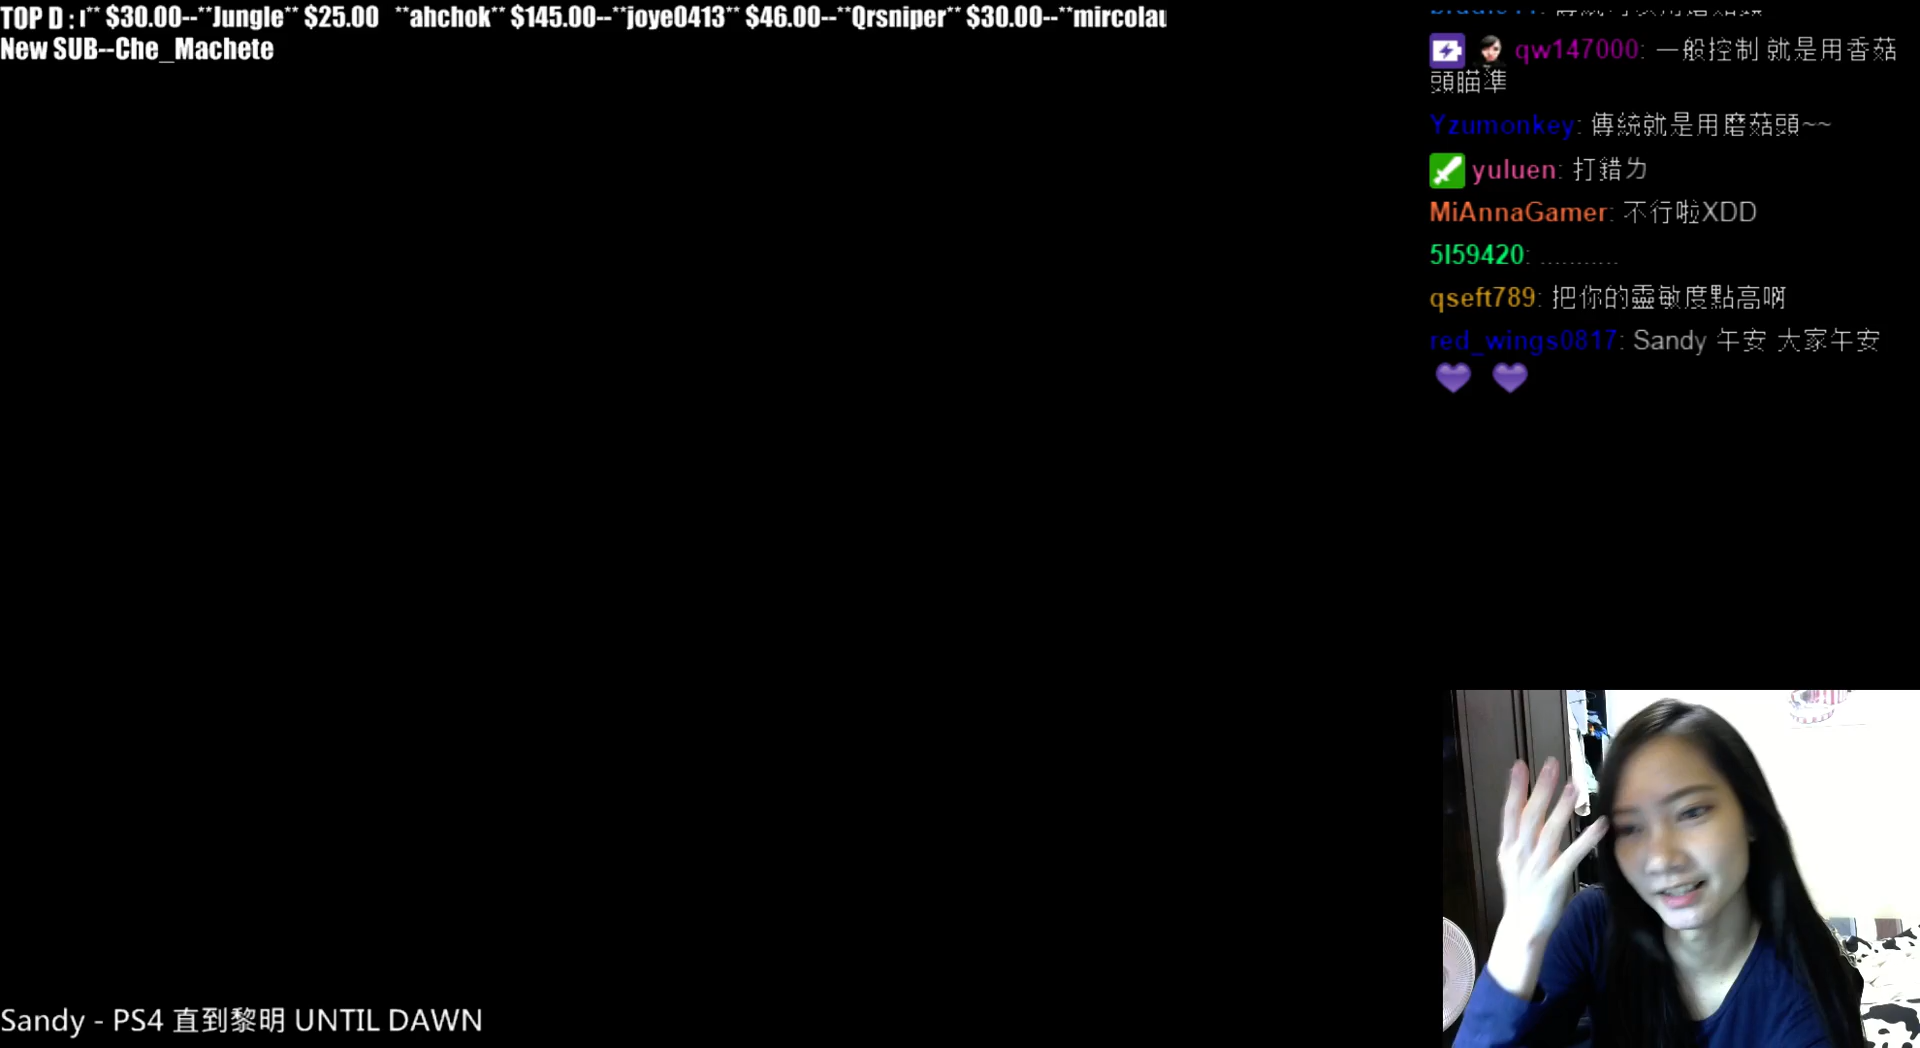 TOP D : ı** $30.00--**Jungle** $25.00 **ahchok** $145.00--**joye0413** $46.00--**Qrsniper** $30.00--**mircolau
New SUB--Che_Machete
qw147000: 一般控制 就是用香菇
頭瞄準
Yzumonkey: 傳統就是用磨菇頭~~
yuluen: 打錯力
MiAnnaGamer: 不行啦XDD
5l59420: ............
qseft789: 把你的靈敏度點高啊
red_wings0817: Sandy 午安 大家午安
Sandy - PS4 直到黎明 UNTIL DAWN